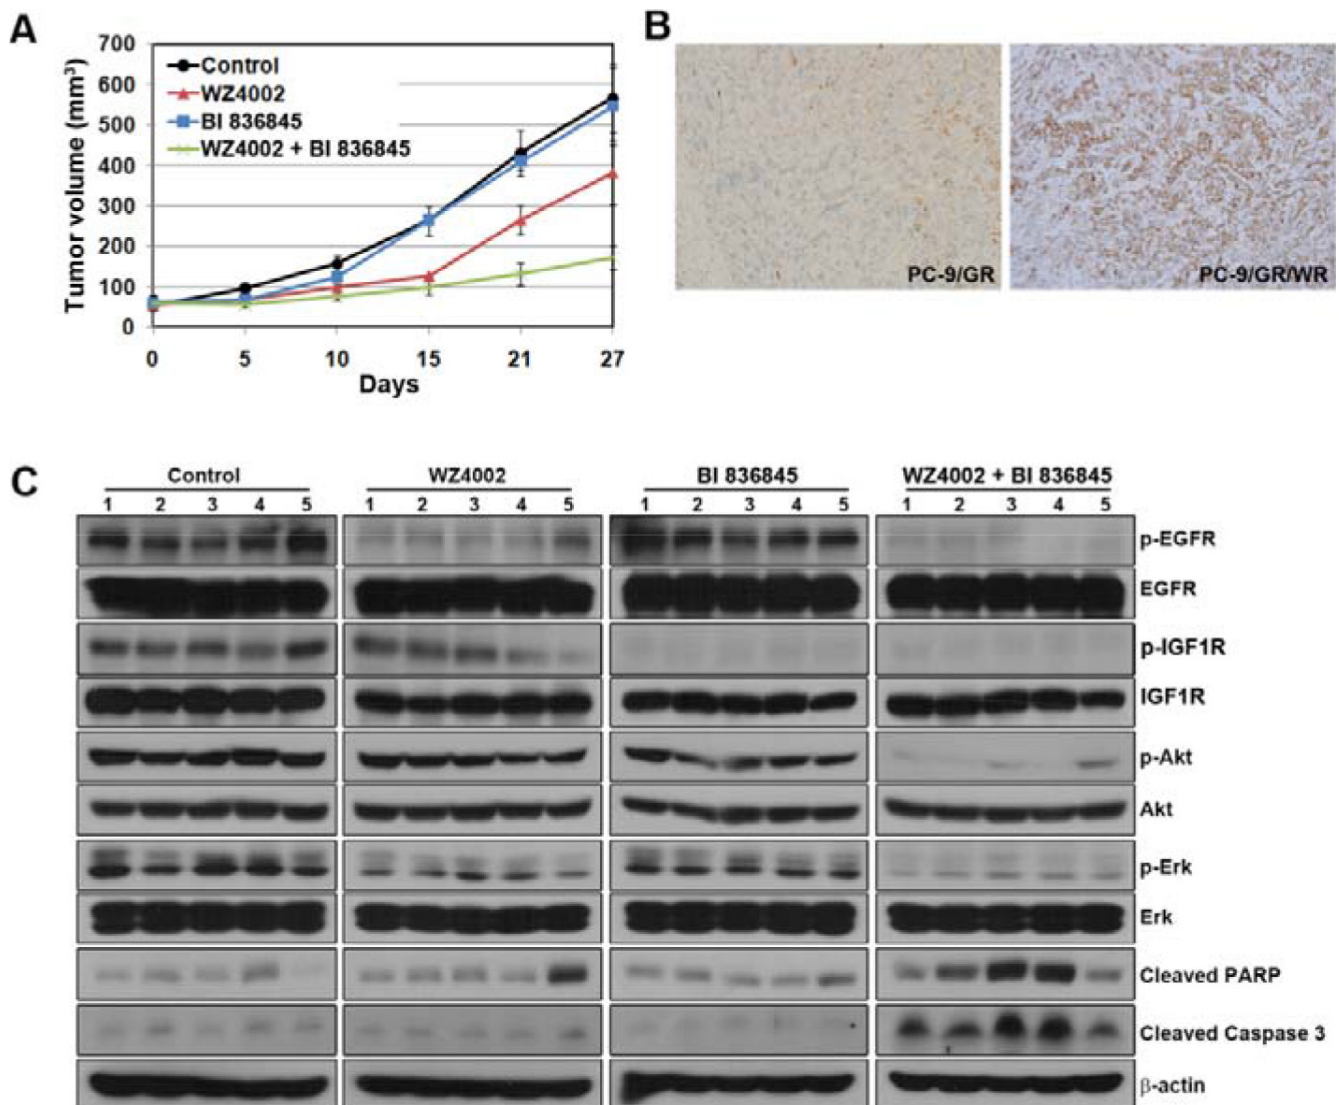 A
B
700
600
500
400
300
200
100
0
Tumor volume (mm³)
Control
WZ4002
BI 836845
WZ4002 + BI 836845
0 5 10 15 21 27
Days
PC-9/GR
PC-9/GR/WR
C
Control WZ4002 BI 836845 WZ4002 + BI 836845
1 2 3 4 5 1 2 3 4 5 1 2 3 4 5 1 2 3 4 5
p-EGFR
EGFR
p-IGF1R
IGF1R
p-Akt
Akt
p-Erk
Erk
Cleaved PARP
Cleaved Caspase 3
β-actin